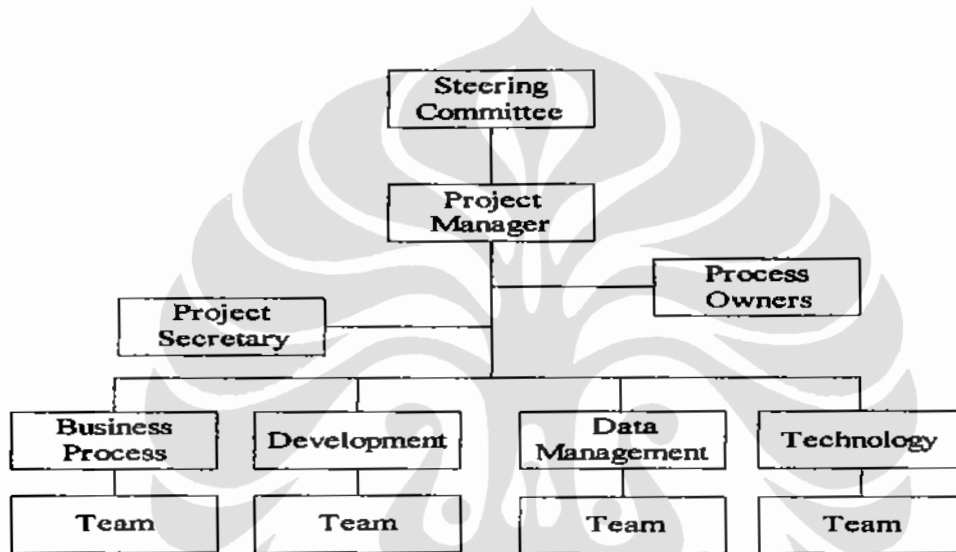 Steering
Committee
Project
Manager
Process
Owners
Project
Secretary
Business
Process
Development
Data
Management
Technology
Team
Team
Team
Team